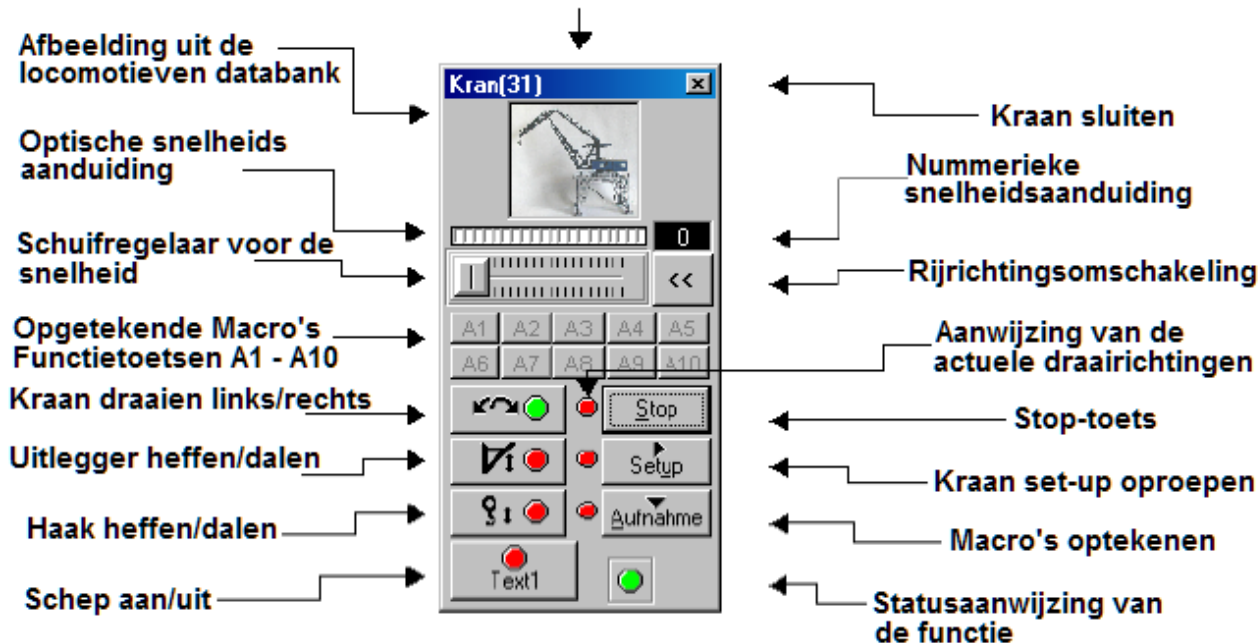 Afbeelding uit de
locomotieven databank
Optische snelheids
aanduiding
Schuifregelaar voor de
snelheid
Opgetekende Macro's
Functietoetsen A1 - A10
Kraan draaien links/rechts
Uitlegger heffen/dalen
Haak heffen/dalen
Schep aan/uit
Kran(31)
0
<<
A1 A2 A3 A4 A5
A6 A7 A8 A9 A10
Stop
Setup
Aufnahme
Text1
Kraan sluiten
Nummerieke
snelheidsaanduiding
Rijrichtingsomschakeling
Aanwijzing van de
actuele draairichtingen
Stop-toets
Kraan set-up oproepen
Macro's optekenen
Statusaanwijzing van
de functie